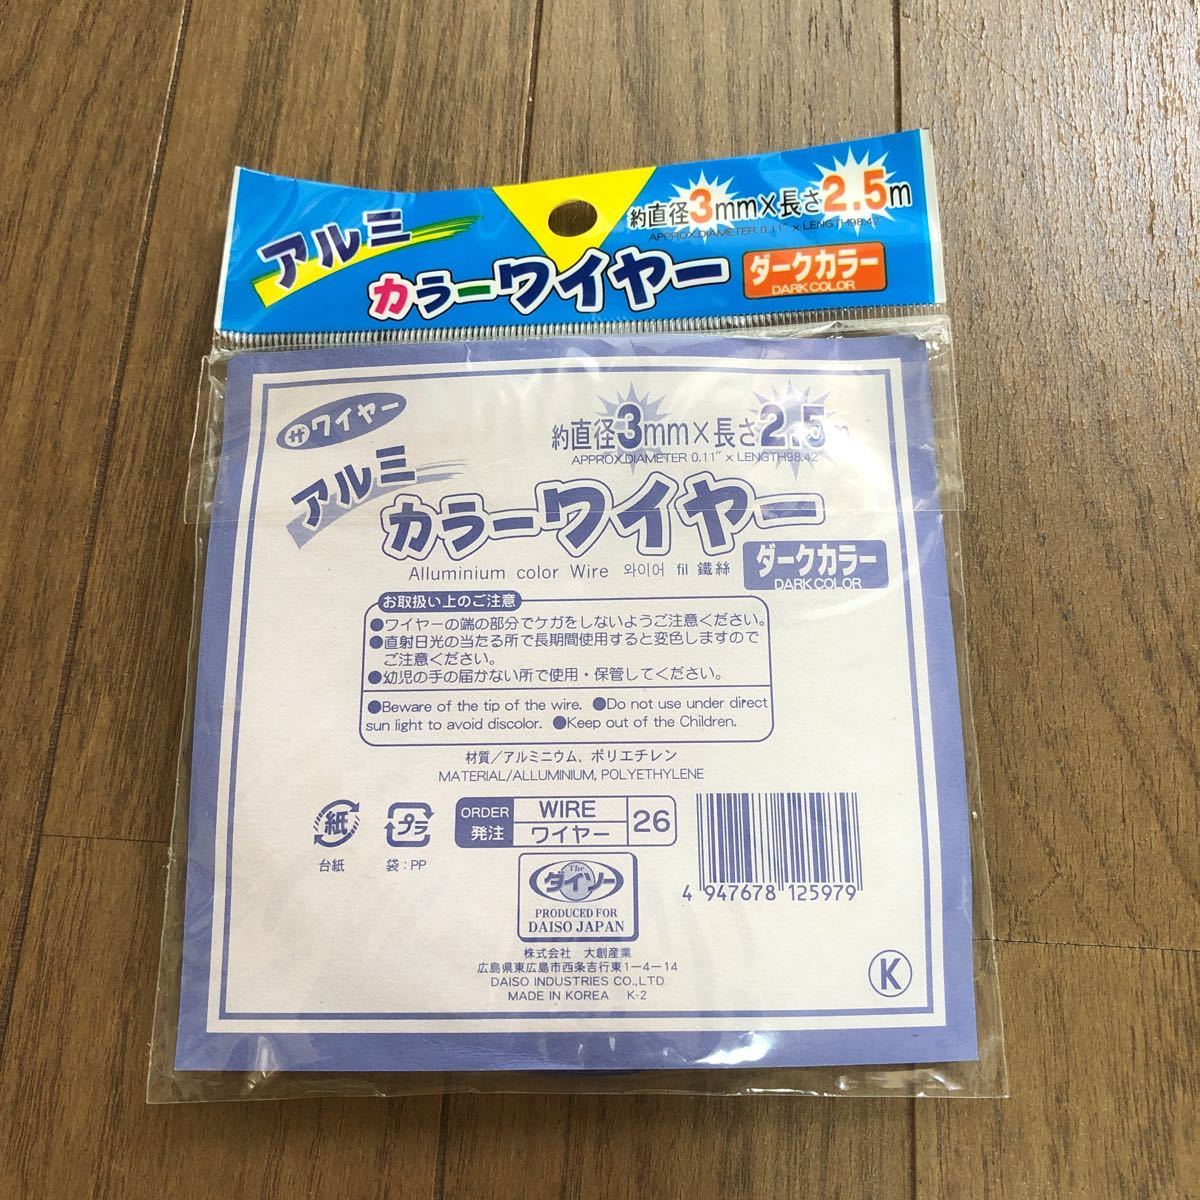 アルミ
カラーワイヤー
約直径3mm×長さ2.5m
APPROX.DIAMETER 0.11″ x LENGTH98.42″
ダークカラー
DARK COLOR
ザ ワイヤー
約直径3mm×長さ2.5m
APPROX.DIAMETER 0.11″ x LENGTH98.42″
アルミ
カラーワイヤー
Alluminium color Wire 와이어 fil 鐵絲
ダークカラー
DARK COLOR
お取扱い上のご注意
●ワイヤーの端の部分でケガをしないようご注意ください。
●直射日光の当たる所で長期間使用すると変色しますので
ご注意ください。
●幼児の手の届かない所で使用・保管してください。
●Beware of the tip of the wire. ●Do not use under direct
sun light to avoid discolor. ●Keep out of the Children.
材質/アルミニウム、ポリエチレン
MATERIAL/ALLUMINIUM, POLYETHYLENE
紙
台紙
プラ
袋:PP
ORDER
発注
WIRE
ワイヤー
26
4 947678 125979
The
ダイソー
PRODUCED FOR
DAISO JAPAN
株式会社 大創産業
広島県東広島市西条吉行東1-4-14
DAISO INDUSTRIES CO.,LTD
MADE IN KOREA K-2
K